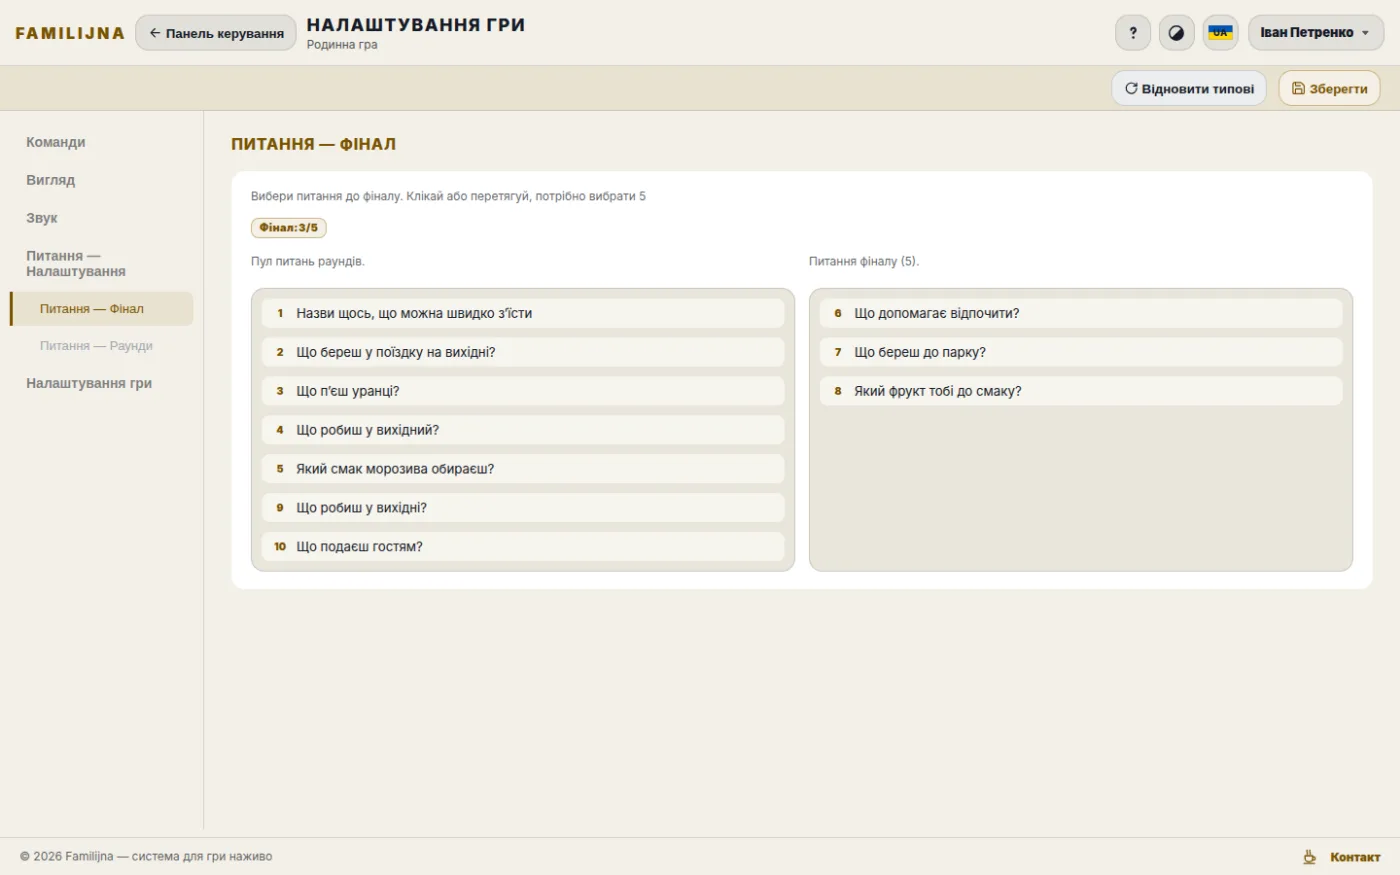 FAMILIJNA
← Панель керування
НАЛАШТУВАННЯ ГРИ
Родинна гра
?
UA
Іван Петренко
Відновити типові
Зберегти
Команди
Вигляд
Звук
Питання —
Налаштування
Питання — Фінал
Питання — Раунди
Налаштування гри
ПИТАННЯ — ФІНАЛ
Вибери питання до фіналу. Клікай або перетягуй, потрібно вибрати 5
Фінал:3/5
Пул питань раундів.
1 Назви щось, що можна швидко з’їсти
2 Що береш у поїздку на вихідні?
3 Що п’єш уранці?
4 Що робиш у вихідний?
5 Який смак морозива обираєш?
9 Що робиш у вихідні?
10 Що подаєш гостям?
Питання фіналу (5).
6 Що допомагає відпочити?
7 Що береш до парку?
8 Який фрукт тобі до смаку?
© 2026 Familijna — система для гри наживо
Контакт